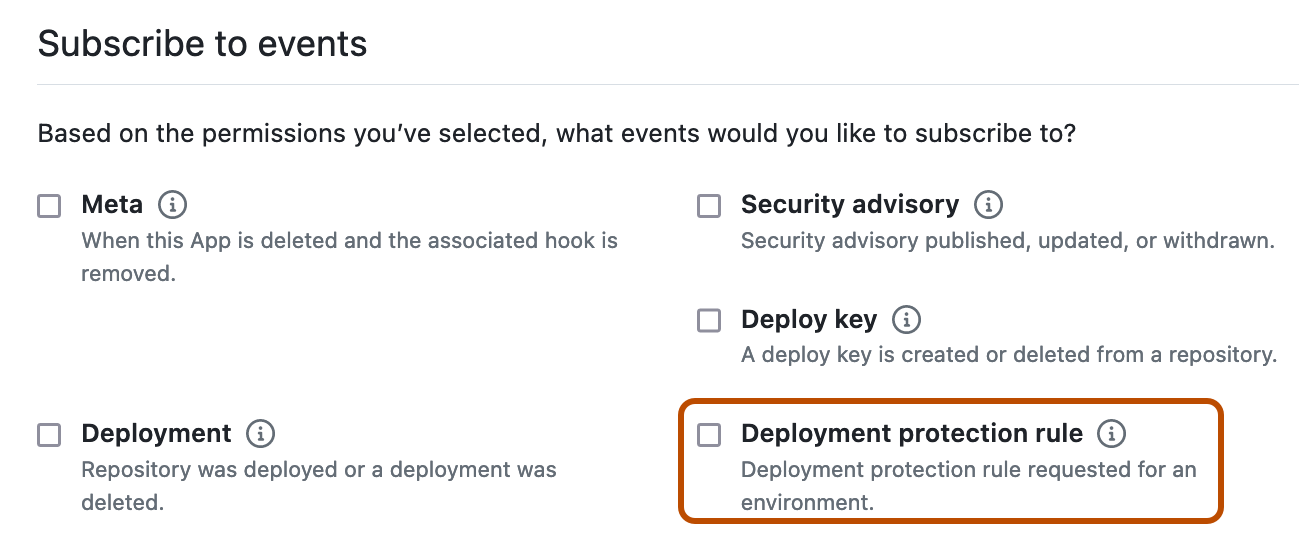 Subscribe to events
Based on the permissions you’ve selected, what events would you like to subscribe to?
Meta
When this App is deleted and the associated hook is
removed.
Security advisory
Security advisory published, updated, or withdrawn.
Deploy key
A deploy key is created or deleted from a repository.
Deployment
Repository was deployed or a deployment was
deleted.
Deployment protection rule
Deployment protection rule requested for an
environment.